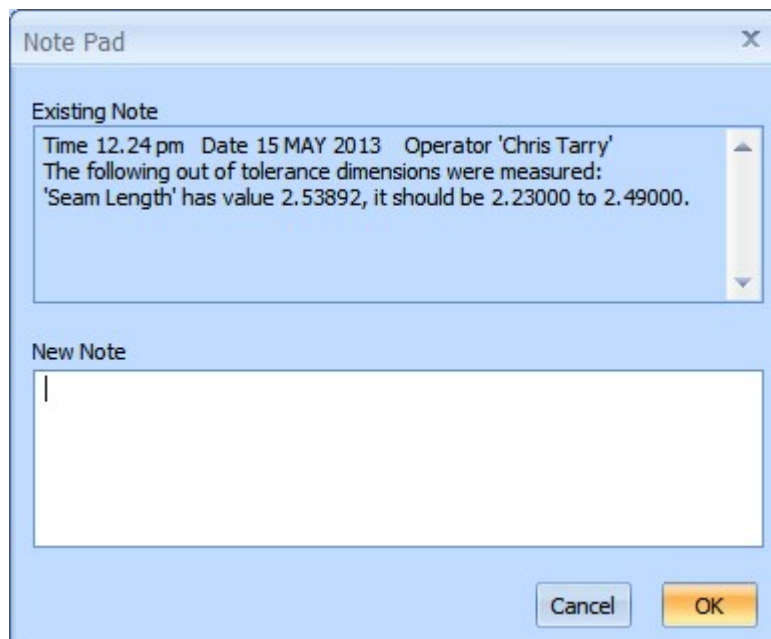 Note Pad
Existing Note
Time 12.24 pm Date 15 MAY 2013 Operator 'Chris Tarry'
The following out of tolerance dimensions were measured:
'Seam Length' has value 2.53892, it should be 2.23000 to 2.49000.
New Note
Cancel OK